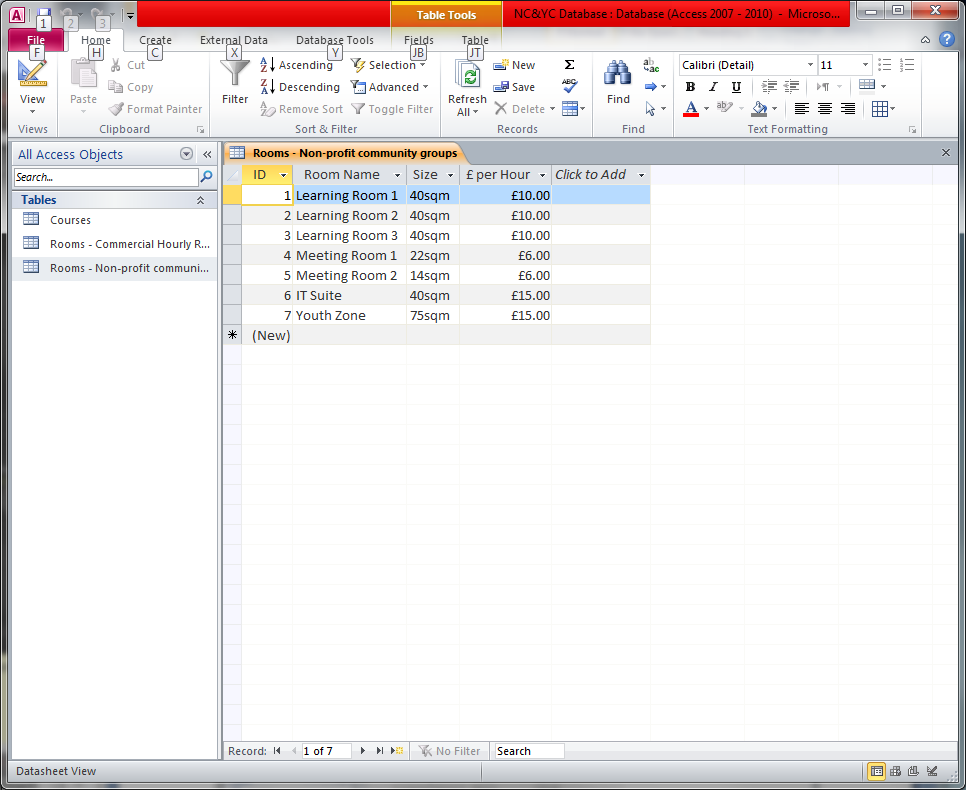 A 1 2 3 Table Tools NC&YC Database : Database (Access 2007 - 2010) - Microso...
File Home Create External Data Database Tools Fields Table
F H C X Y JB JT
View Paste Cut Copy Format Painter
Views Clipboard
Filter Ascending Descending Remove Sort Selection Advanced Toggle Filter
Sort & Filter
Refresh All New Save Delete Σ ABC
Records
Find ab ac
Find
Calibri (Detail) 11
B I U
A ab
Text Formatting
All Access Objects «
Search...
Tables
Courses
Rooms - Commercial Hourly R...
Rooms - Non-profit communi...
Rooms - Non-profit community groups
ID Room Name Size £ per Hour Click to Add
1 Learning Room 1 40sqm £10.00
2 Learning Room 2 40sqm £10.00
3 Learning Room 3 40sqm £10.00
4 Meeting Room 1 22sqm £6.00
5 Meeting Room 2 14sqm £6.00
6 IT Suite 40sqm £15.00
7 Youth Zone 75sqm £15.00
(New)
Record: 1 of 7 No Filter Search
Datasheet View